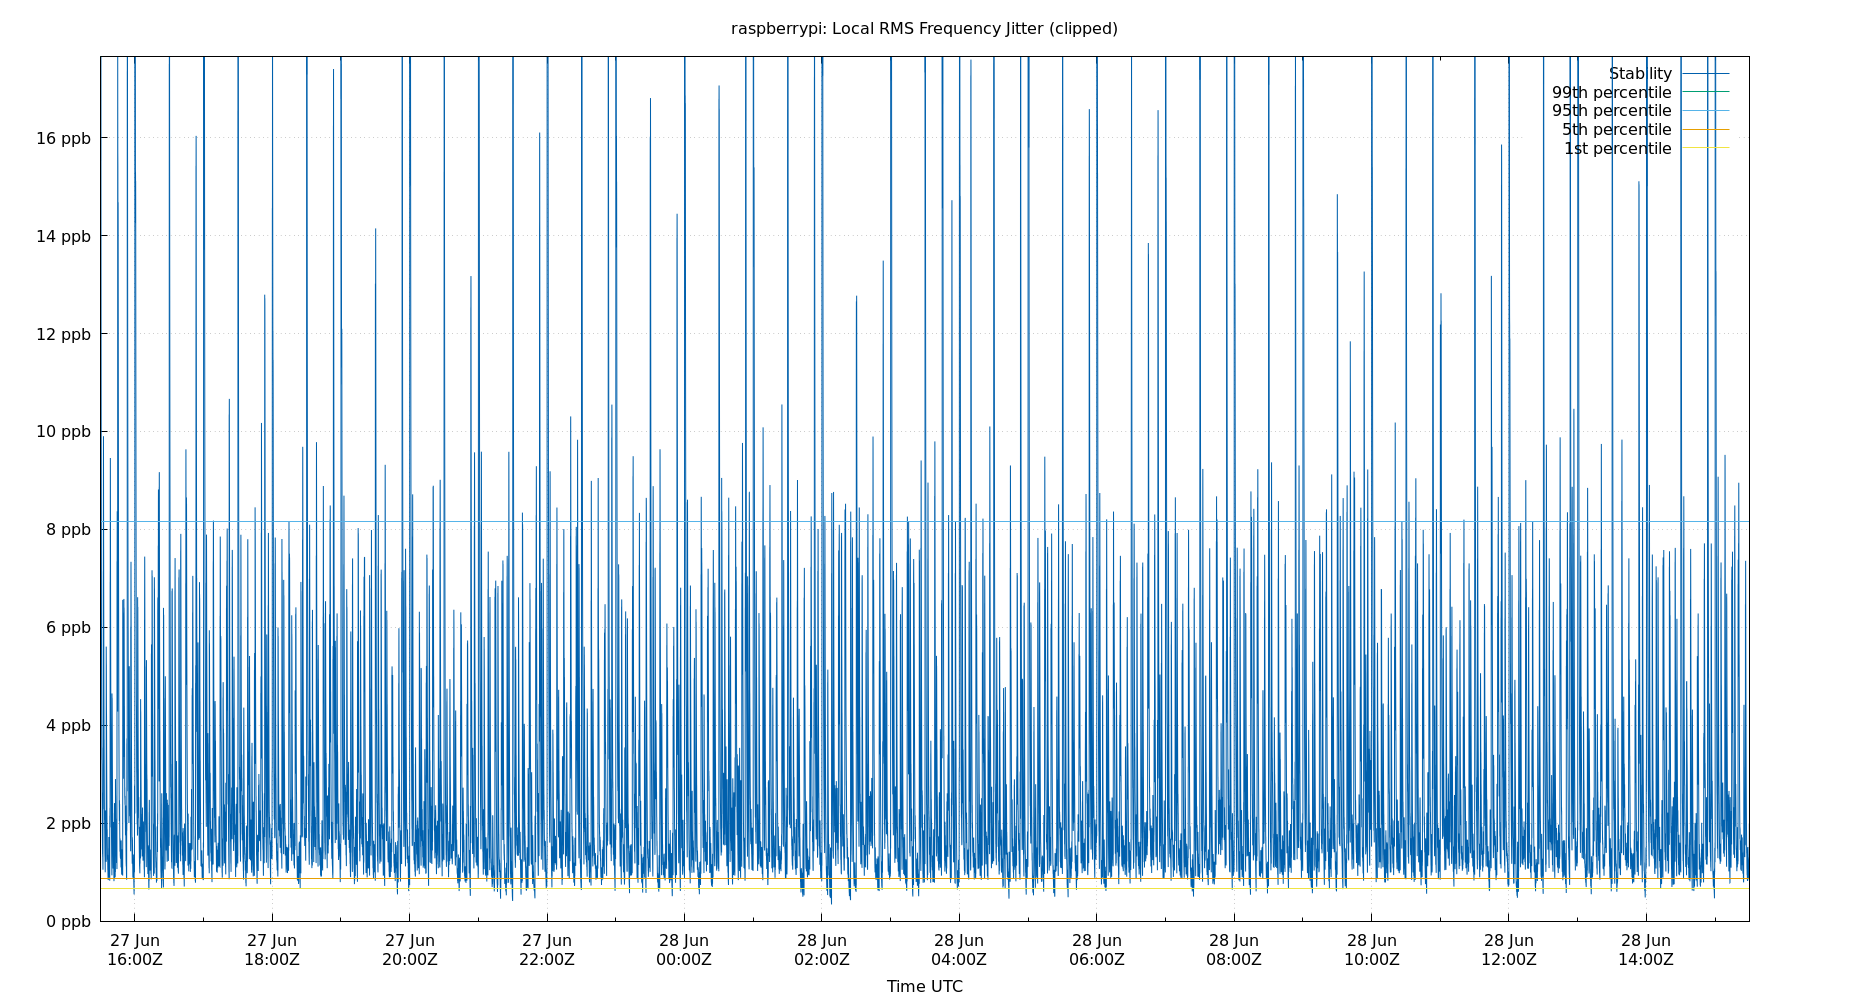 raspberrypi: Local RMS Frequency Jitter (clipped)
Stability
99th percentile
95th percentile
5th percentile
1st percentile
16 ppb
14 ppb
12 ppb
10 ppb
8 ppb
6 ppb
4 ppb
2 ppb
0 ppb
27 Jun 27 Jun 27 Jun 27 Jun 28 Jun 28 Jun 28 Jun 28 Jun 28 Jun 28 Jun 28 Jun 28 Jun
16:00Z 18:00Z 20:00Z 22:00Z 00:00Z 02:00Z 04:00Z 06:00Z 08:00Z 10:00Z 12:00Z 14:00Z
Time UTC